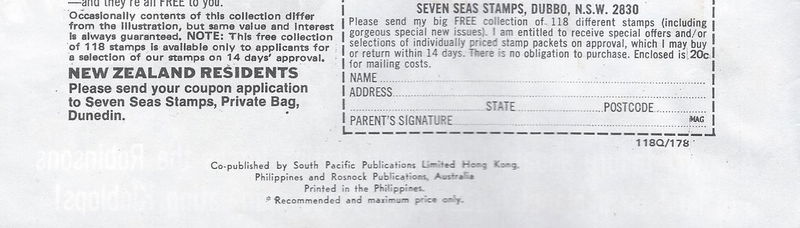 —and they're all FREE to you.
Occasionally contents of this collection differ
from the illustration, but same value and interest
is always guaranteed. NOTE: This free collection
of 118 stamps is available only to applicants for
a selection of our stamps on 14 days' approval.
NEW ZEALAND RESIDENTS
Please send your coupon application
to Seven Seas Stamps, Private Bag,
Dunedin.
SEVEN SEAS STAMPS, DUBBO, N.S.W. 2830
Please send my big FREE collection of 118 different stamps (including
gorgeous special new issues). I am entitled to receive special offers and/or
selections of individually priced stamp packets on approval, which I may buy
or return within 14 days. There is no obligation to purchase. Enclosed is 20c
for mailing costs.
NAME
ADDRESS
STATE POSTCODE
PARENT'S SIGNATURE MAG
118Q/178
Co-published by South Pacific Publications Limited Hong Kong.
Philippines and Rosnock Publications, Australia
Printed in the Philippines.
* Recommended and maximum price only.